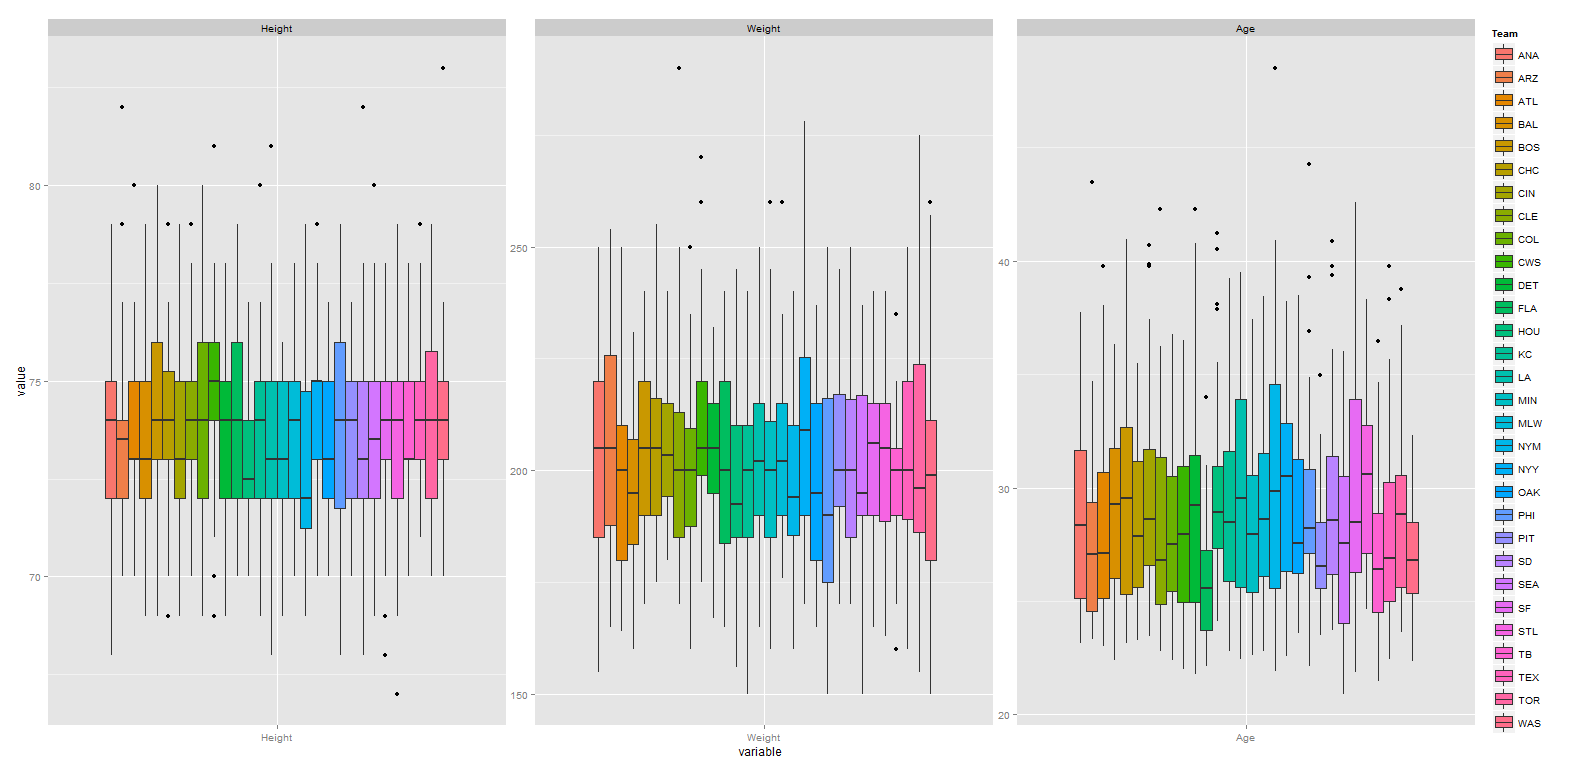 Height
Weight
Age
value
80
75
70
250
200
150
40
30
20
Height
Weight
Age
variable
Team
ANA
ARZ
ATL
BAL
BOS
CHC
CIN
CLE
COL
CWS
DET
FLA
HOU
KC
LA
MIN
MLW
NYM
NYY
OAK
PHI
PIT
SD
SEA
SF
STL
TB
TEX
TOR
WAS